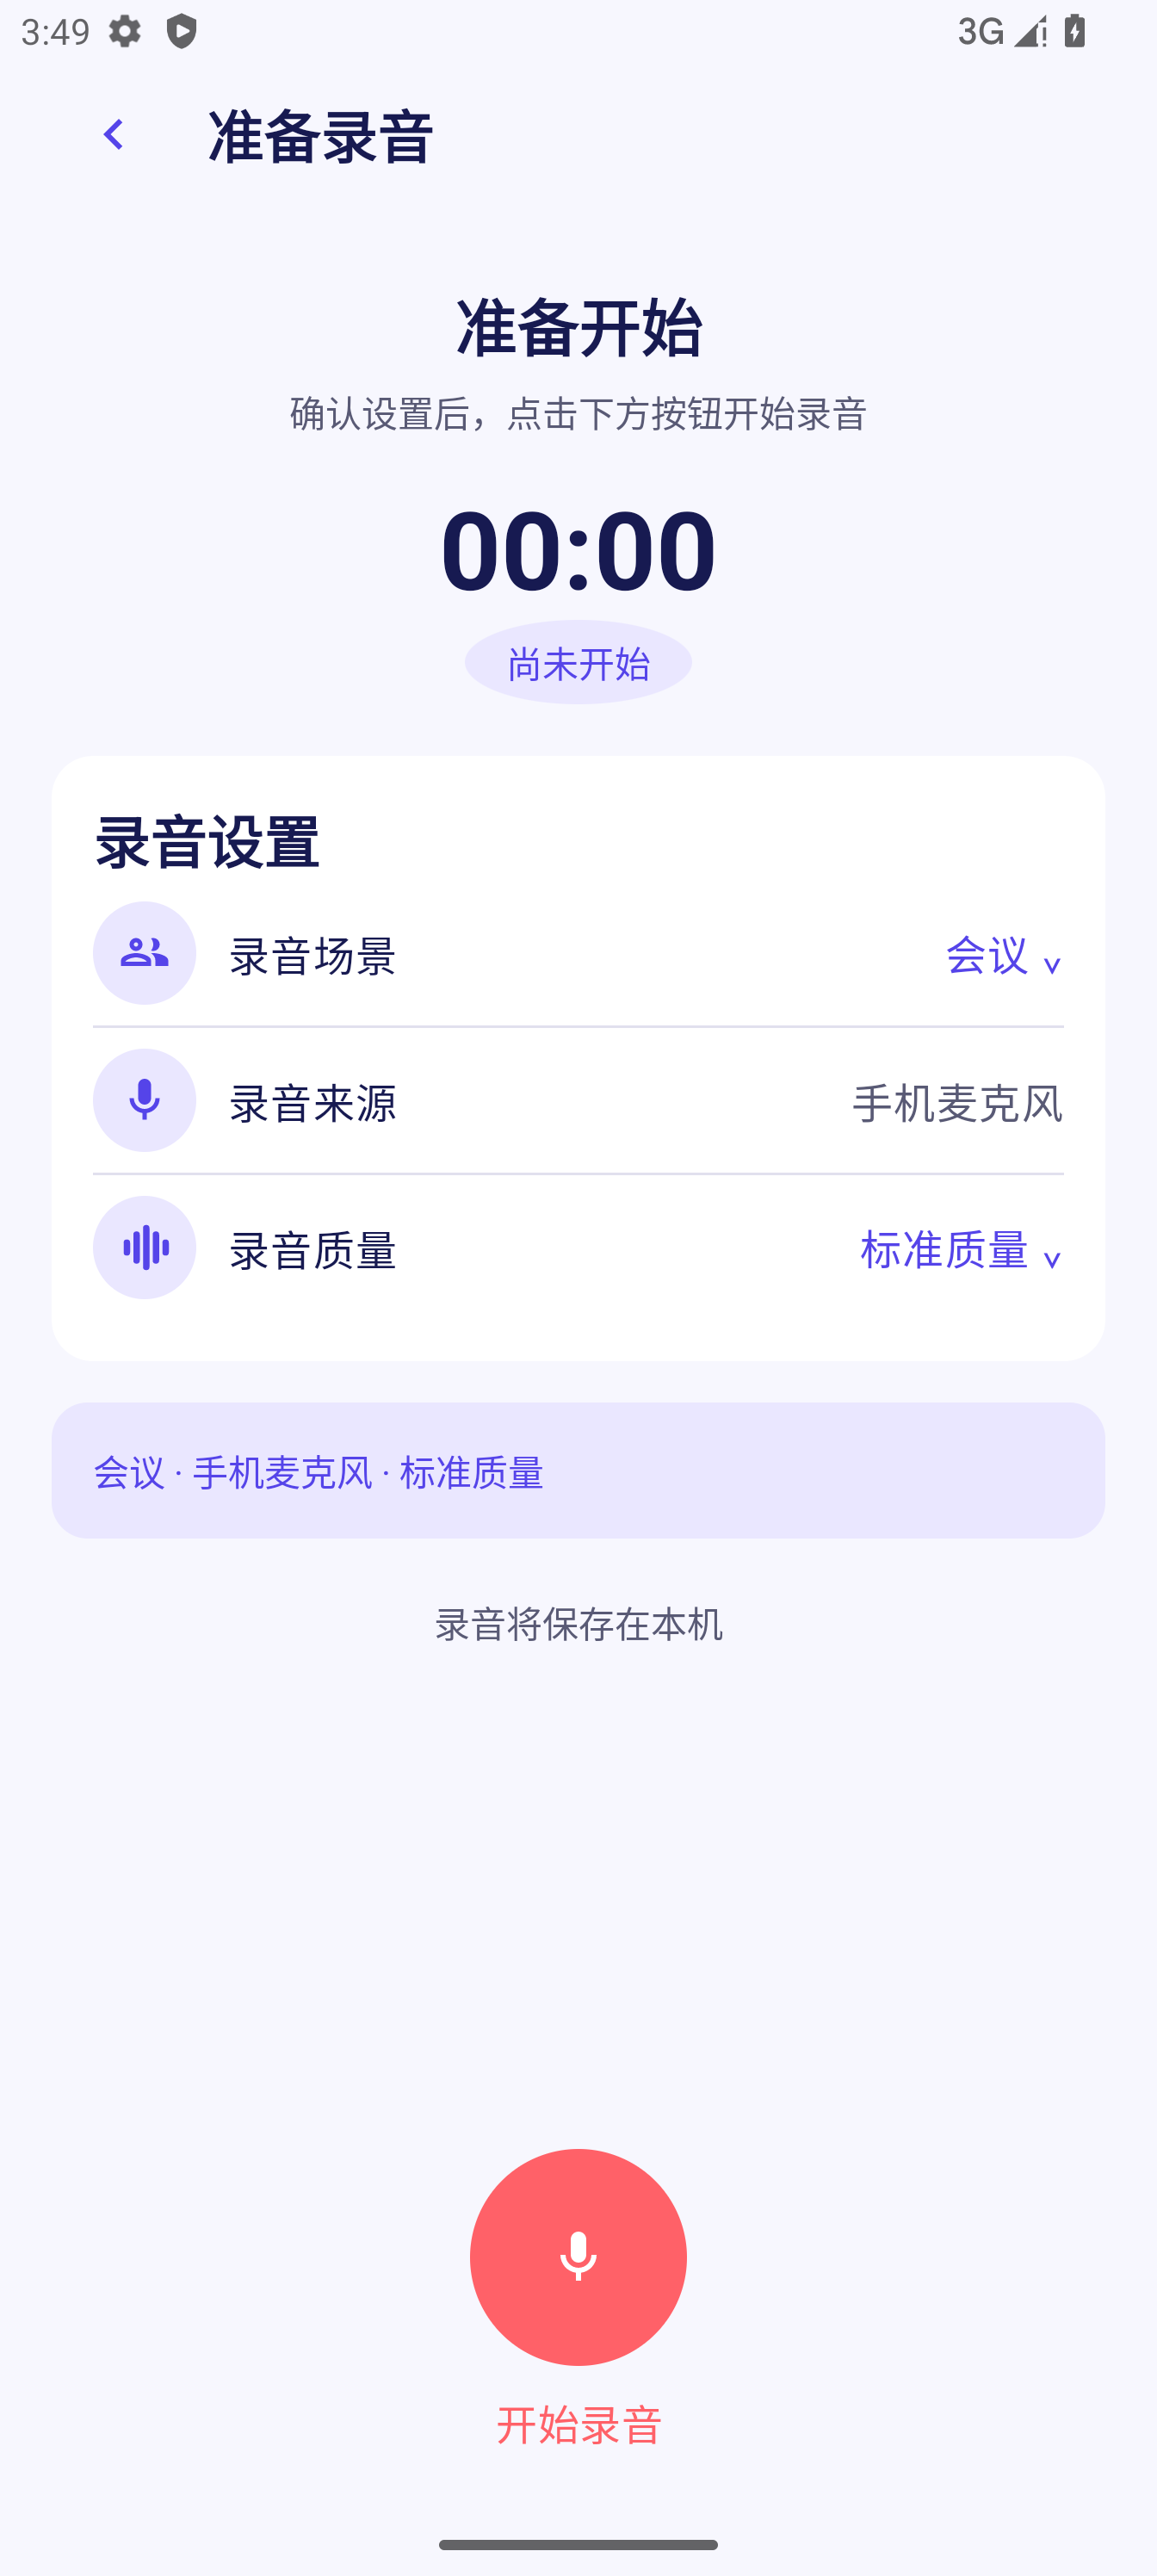 3:49
3G
准备录音
准备开始
确认设置后，点击下方按钮开始录音
00:00
尚未开始
录音设置
录音场景 会议
录音来源 手机麦克风
录音质量 标准质量
会议 · 手机麦克风 · 标准质量
录音将保存在本机
开始录音